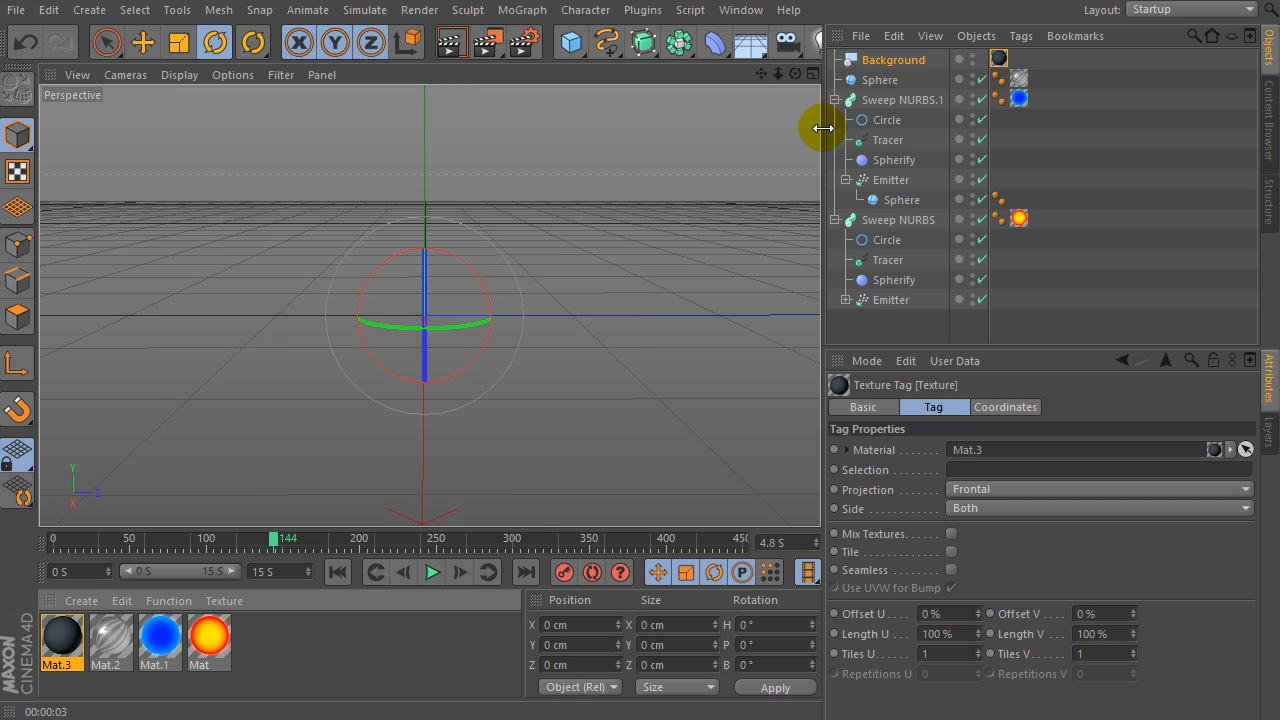 File Edit Create Select Tools Mesh Snap Animate Simulate Render Sculpt MoGraph Character Plugins Script Window Help Layout: Startup
View Cameras Display Options Filter Panel
Perspective
Y
Z
X
File Edit View Objects Tags Bookmarks
Background
Sphere
Sweep NURBS.1
Circle
Tracer
Spherify
Emitter
Sphere
Sweep NURBS
Circle
Tracer
Spherify
Emitter
Objects
Content Browser
Structure
Mode Edit User Data
Texture Tag [Texture]
Basic Tag Coordinates
Tag Properties
Material Mat.3
Selection
Projection Frontal
Side Both
Mix Textures
Tile
Seamless
Use UVW for Bump
Offset U 0 % Offset V 0 %
Length U 100 % Length V 100 %
Tiles U 1 Tiles V 1
Repetitions U 0 Repetitions V 0
Attributes
Layers
0 50 100 144 200 250 300 350 400 45 4.8 S
0 S 0 S 15 S 15 S
Create Edit Function Texture
Mat.3 Mat.2 Mat.1 Mat
Position Size Rotation
X 0 cm X 0 cm H 0 °
Y 0 cm Y 0 cm P 0 °
Z 0 cm Z 0 cm B 0 °
Object (Rel) Size Apply
MAXON
CINEMA 4D
00:00:03